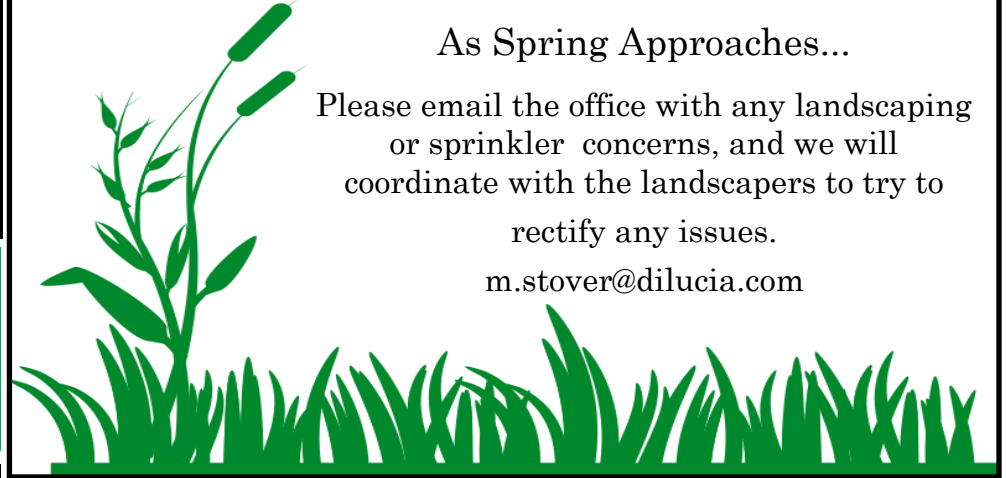 As Spring Approaches...
Please email the office with any landscaping
or sprinkler  concerns, and we will
coordinate with the landscapers to try to
rectify any issues.
m.stover@dilucia.com